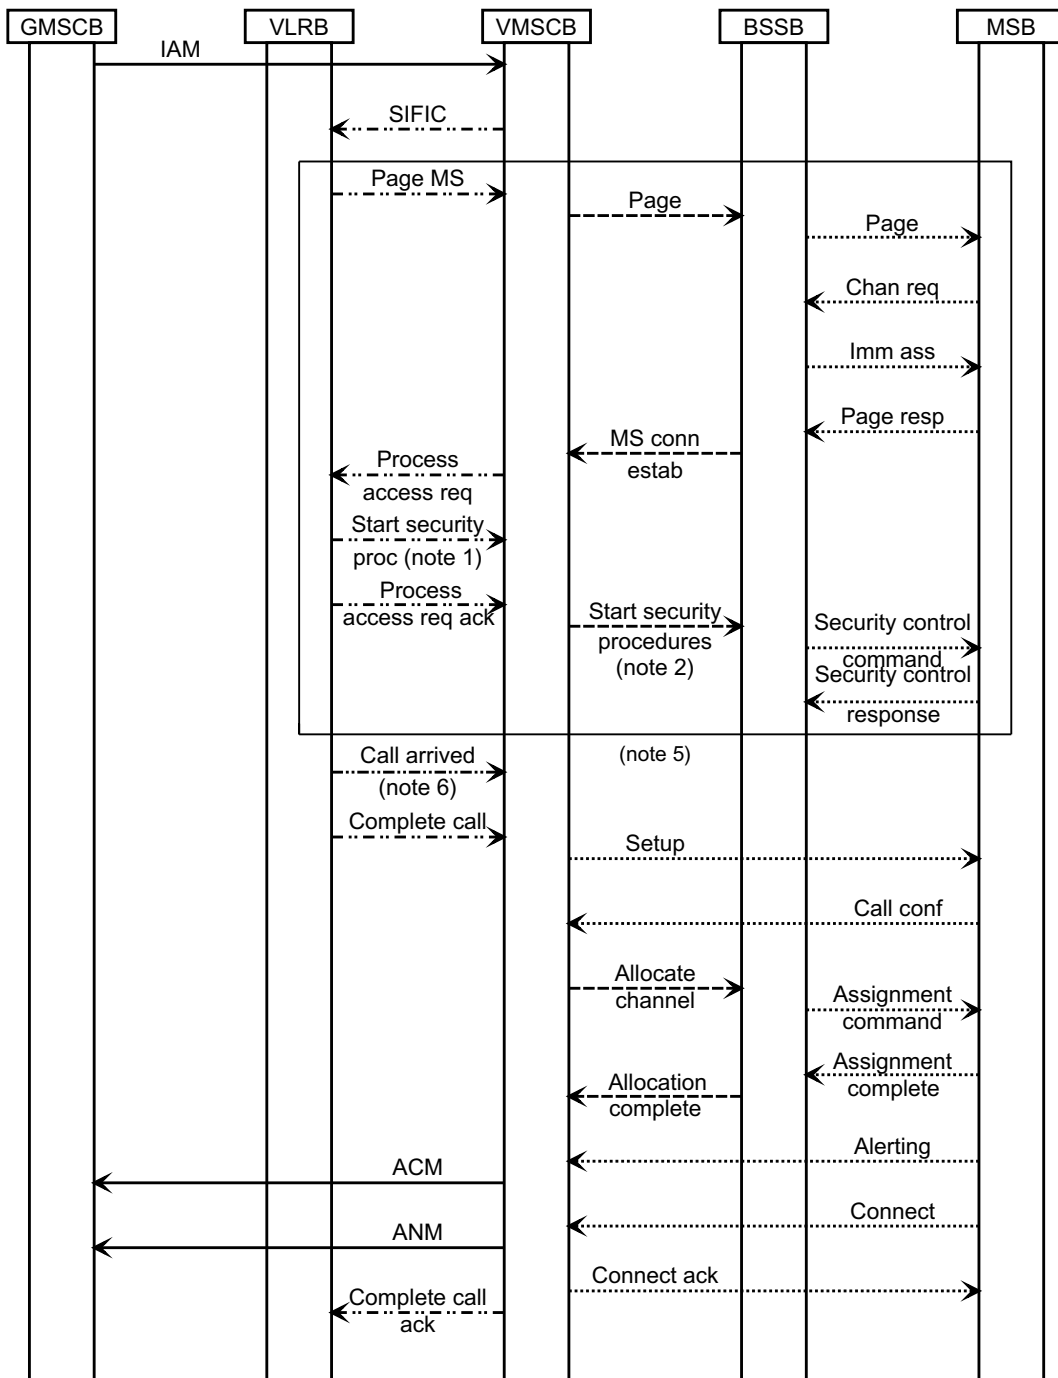 GMSCB VLRB VMSCB BSSB MSB
IAM
SIFIC
Page MS
Page
Page
Chan req
Imm ass
Page resp
MS conn
estab
Process
access req
Start security
proc (note 1)
Process
access req ack
Start security
procedures
(note 2)
Security control
command
Security control
response
(note 5)
Call arrived
(note 6)
Complete call
Setup
Call conf
Allocate
channel
Assignment
command
Assignment
complete
Allocation
complete
Alerting
ACM
Connect
ANM
Connect ack
Complete call
ack